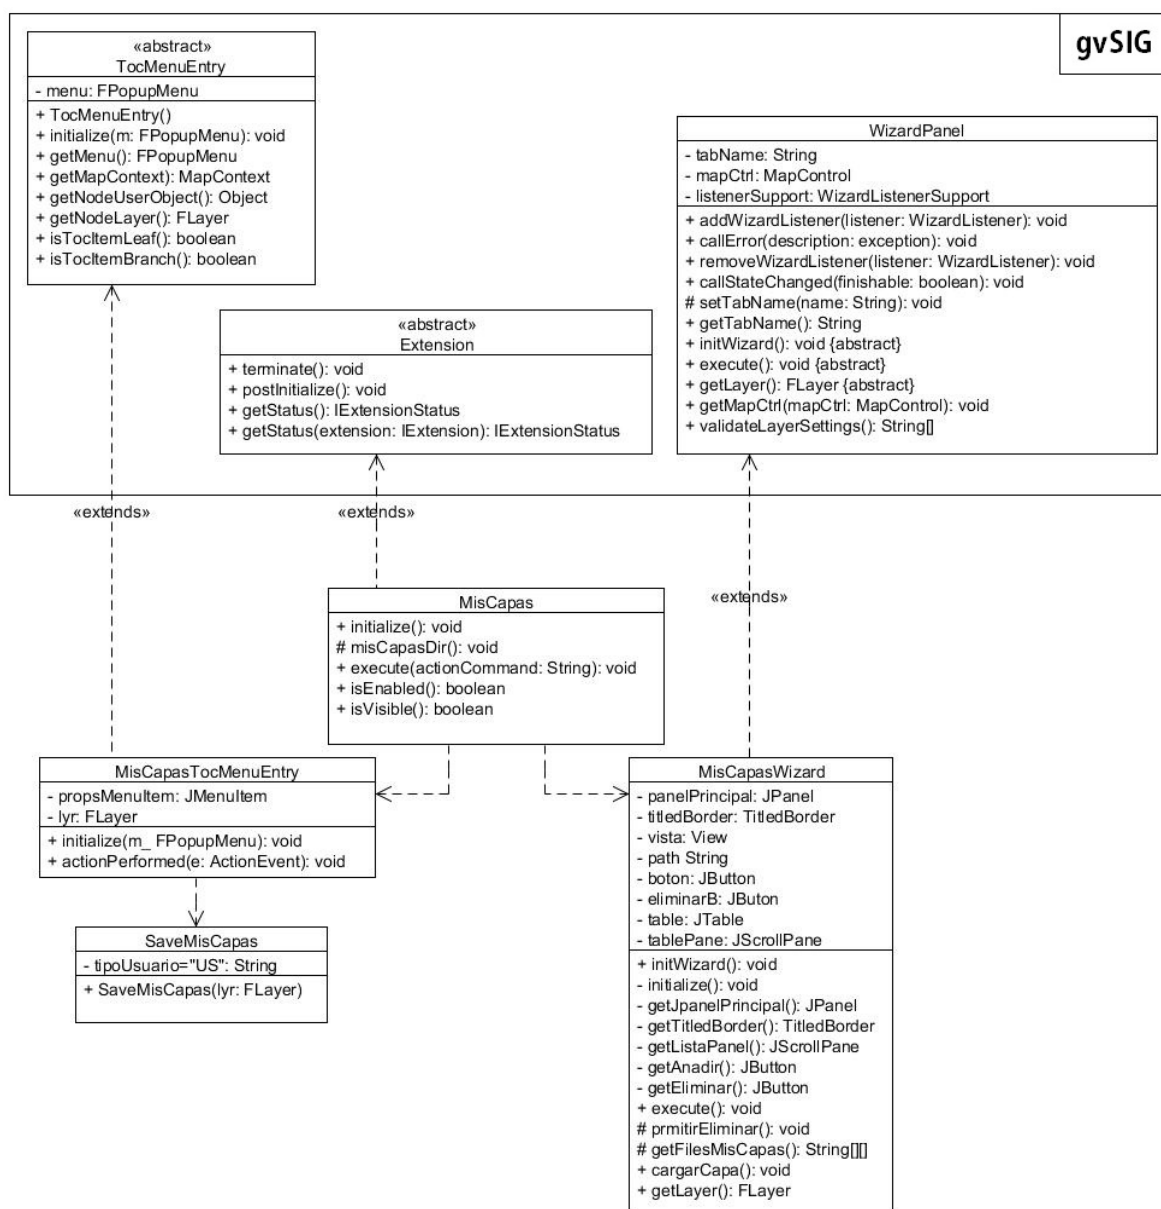 gvSIG
«abstract»
TocMenuEntry
- menu: FPopupMenu
+ TocMenuEntry()
+ initialize(m: FPopupMenu): void
+ getMenu(): FPopupMenu
+ getMapContext): MapContext
+ getNodeUserObject(): Object
+ getNodeLayer(): FLayer
+ isTocItemLeaf(): boolean
+ isTocItemBranch(): boolean
WizardPanel
- tabName: String
- mapCtrl: MapControl
- listenerSupport: WizardListenerSupport
+ addWizardListener(listener: WizardListener): void
+ callError(description: exception): void
+ removeWizardListener(listener: WizardListener): void
+ callStateChanged(finishable: boolean): void
# setTabName(name: String): void
+ getTabName(): String
+ initWizard(): void {abstract}
+ execute(): void {abstract}
+ getLayer(): FLayer {abstract}
+ getMapCtrl(mapCtrl: MapControl): void
+ validateLayerSettings(): String[]
«abstract»
Extension
+ terminate(): void
+ postInitialize(): void
+ getStatus(): IExtensionStatus
+ getStatus(extension: IExtension): IExtensionStatus
«extends»
«extends»
«extends»
MisCapas
+ initialize(): void
# misCapasDir(): void
+ execute(actionCommand: String): void
+ isEnabled(): boolean
+ isVisible(): boolean
MisCapasTocMenuEntry
- propsMenuItem: JMenuItem
- lyr: FLayer
+ initialize(m_ FPopupMenu): void
+ actionPerformed(e: ActionEvent): void
SaveMisCapas
- tipoUsuario="US": String
+ SaveMisCapas(lyr: FLayer)
MisCapasWizard
- panelPrincipal: JPanel
- titledBorder: TitledBorder
- vista: View
- path String
- boton: JButton
- eliminarB: JButon
- table: JTable
- tablePane: JScrollPane
+ initWizard(): void
- initialize(): void
- getJpanelPrincipal(): JPanel
- getTitledBorder(): TitledBorder
- getListaPanel(): JScrollPane
- getAnadir(): JButton
- getEliminar(): JButton
+ execute(): void
# prmitirEliminar(): void
# getFilesMisCapas(): String[][]
+ cargarCapa(): void
+ getLayer(): FLayer